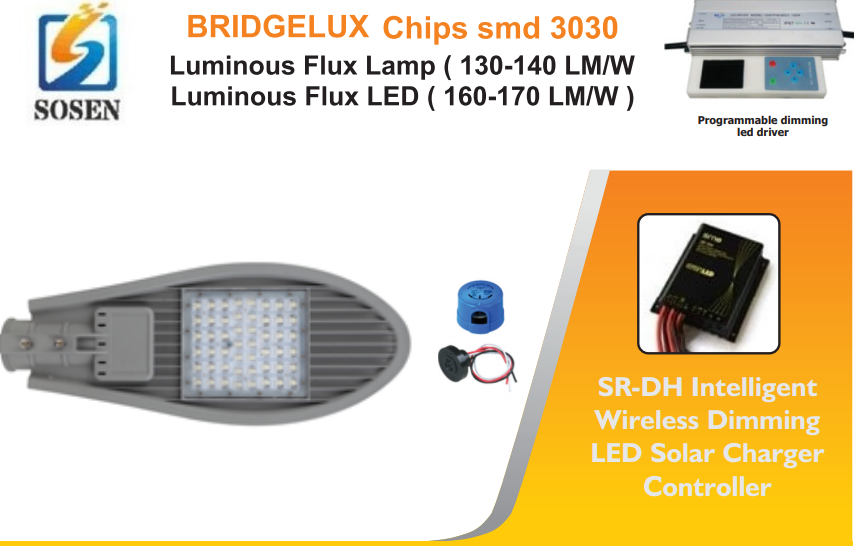 SOSEN
BRIDGELUX Chips smd 3030
Luminous Flux Lamp ( 130-140 LM/W
Luminous Flux LED ( 160-170 LM/W )
Programmable dimming
led driver
SR-DH Intelligent
Wireless Dimming
LED Solar Charger
Controller